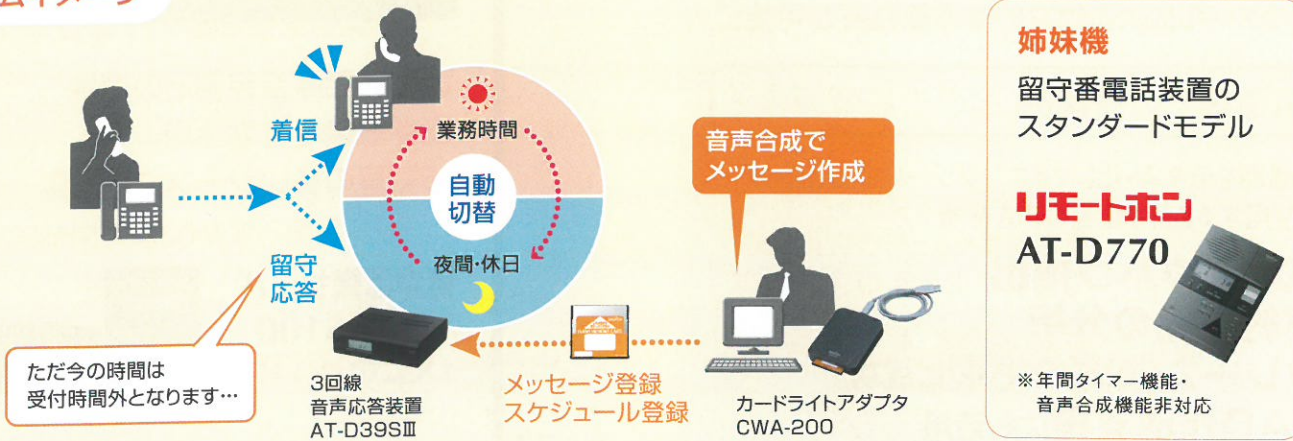 ムイメージ
着信
業務時間
自動
切替
夜間・休日
留守
応答
ただ今の時間は
受付時間外となります…
3回線
音声応答装置
AT-D39SⅢ
メッセージ登録
スケジュール登録
音声合成で
メッセージ作成
カードライトアダプタ
CWA-200
姉妹機
留守番電話装置の
スタンダードモデル
リモートホン
AT-D770
※年間タイマー機能・
音声合成機能非対応